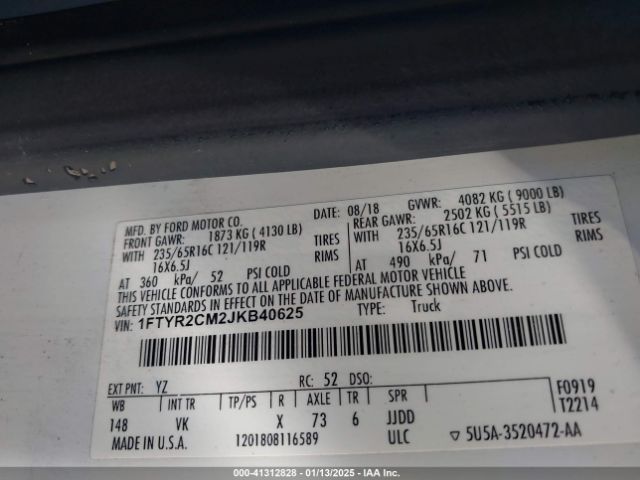 MFD. BY FORD MOTOR CO. DATE: 08/18 GVWR: 4082 KG ( 9000 LB)
FRONT GAWR: 1873 KG ( 4130 LB) REAR GAWR: 2502 KG ( 5515 LB)
WITH 235/65R16C 121/119R TIRES WITH 235/65R16C 121/119R TIRES
16X6.5J RIMS 16X6.5J RIMS
AT 360 kPa/ 52 PSI COLD AT 490 kPa/ 71 PSI COLD
THIS VEHICLE CONFORMS TO ALL APPLICABLE FEDERAL MOTOR VEHICLE
SAFETY STANDARDS IN EFFECT ON THE DATE OF MANUFACTURE SHOWN ABOVE.
VIN: 1FTYR2CM2JKB40625 TYPE: Truck
EXT PNT: YZ RC: 52 DSO: F0919
WB INT TR TP/PS R AXLE TR SPR T2214
148 VK X 73 6 JJDD
MADE IN U.S.A. 1201808116589 ULC ▽ 5U5A-3520472-AA
000-41312828 - 01/13/2025 - IAA Inc.